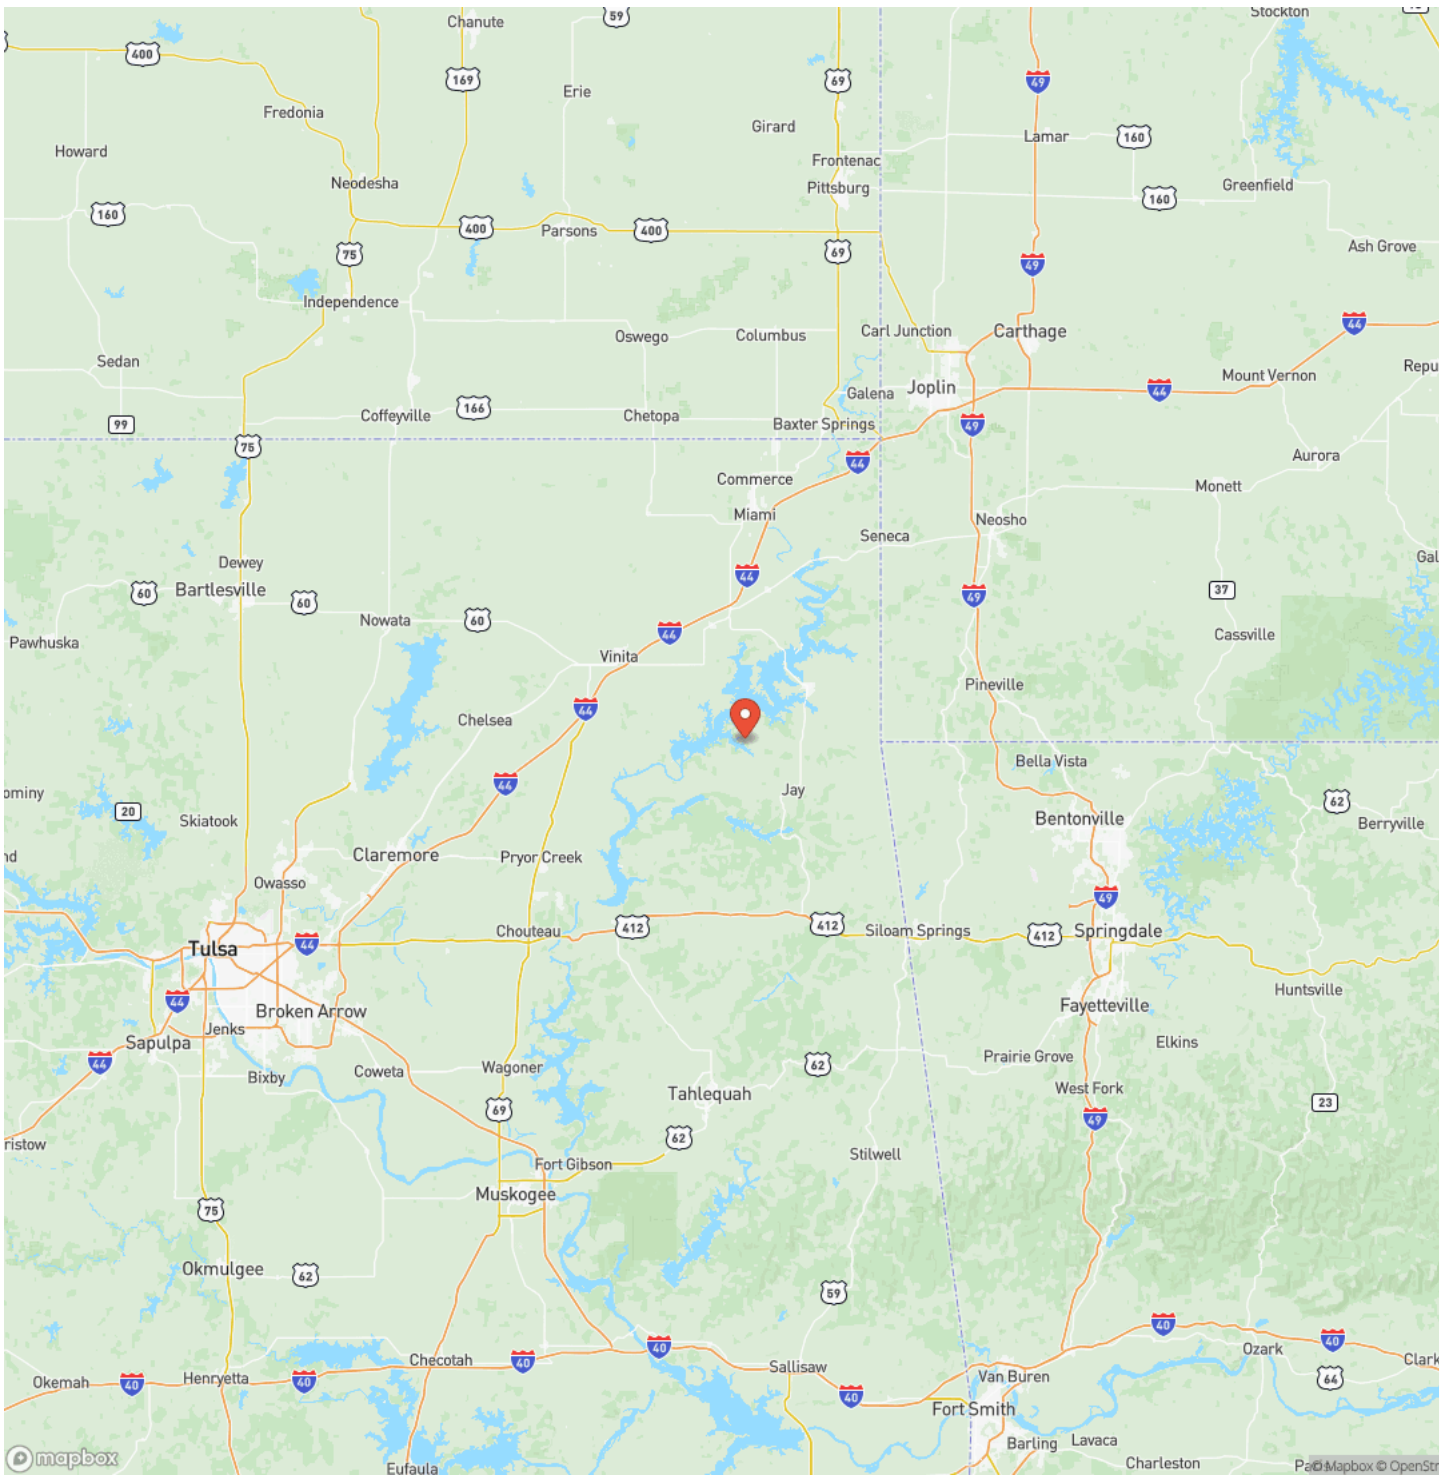 Chanute
59
Stockton
400
169
Erie
69
49
Fredonia
Girard
Lamar
160
Howard
Frontenac
Neodesha
Pittsburg
Greenfield
160
160
400
Parsons
400
75
69
49
Ash Grove
Independence
Oswego
Columbus
Carl Junction
Carthage
44
Sedan
Joplin
Mount Vernon
Repu
44
Galena
99
Coffeyville
166
Chetopa
Baxter Springs
49
75
44
Aurora
Commerce
Monett
Miami
Neosho
Seneca
Gal
Dewey
44
Bartlesville
60
60
49
37
Nowata
60
44
Cassville
Pawhuska
Vinita
Pineville
44
Chelsea
Bella Vista
44
Jay
ominy
20
62
Skiatook
Bentonville
Berryville
Claremore
Pryor Creek
nd
Owasso
49
412
412
Chouteau
Siloam Springs
412
Springdale
Tulsa
44
44
Huntsville
Broken Arrow
Fayetteville
Jenks
Sapulpa
Elkins
44
Prairie Grove
62
Bixby
Coweta
Wagoner
West Fork
Tahlequah
69
23
49
62
ristow
Stilwell
Fort Gibson
Muskogee
75
Okmulgee
62
59
40
40
40
Ozark
Checotah
40
Sallisaw
Clark
Okemah
40
Henryetta
40
Van Buren
64
40
Fort Smith
Barling
Lavaca
mapbox
Charleston
Eufaula
© Mapbox © OpenStr